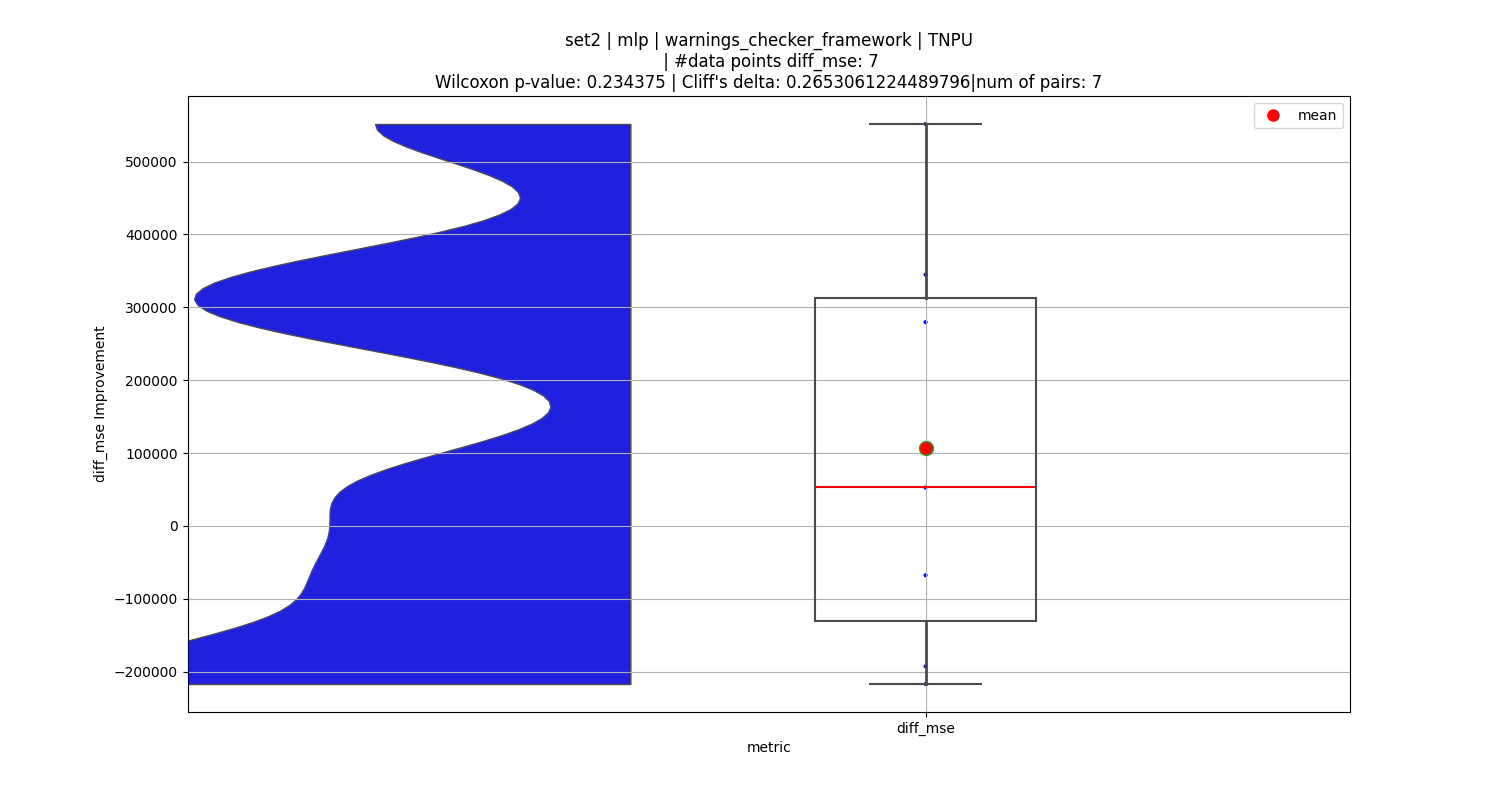 set2 | mlp | warnings_checker_framework | TNPU
| #data points diff_mse: 7
Wilcoxon p-value: 0.234375 | Cliff's delta: 0.2653061224489796|num of pairs: 7
mean
500000
400000
300000
200000
100000
0
−100000
−200000
diff_mse Improvement
diff_mse
metric